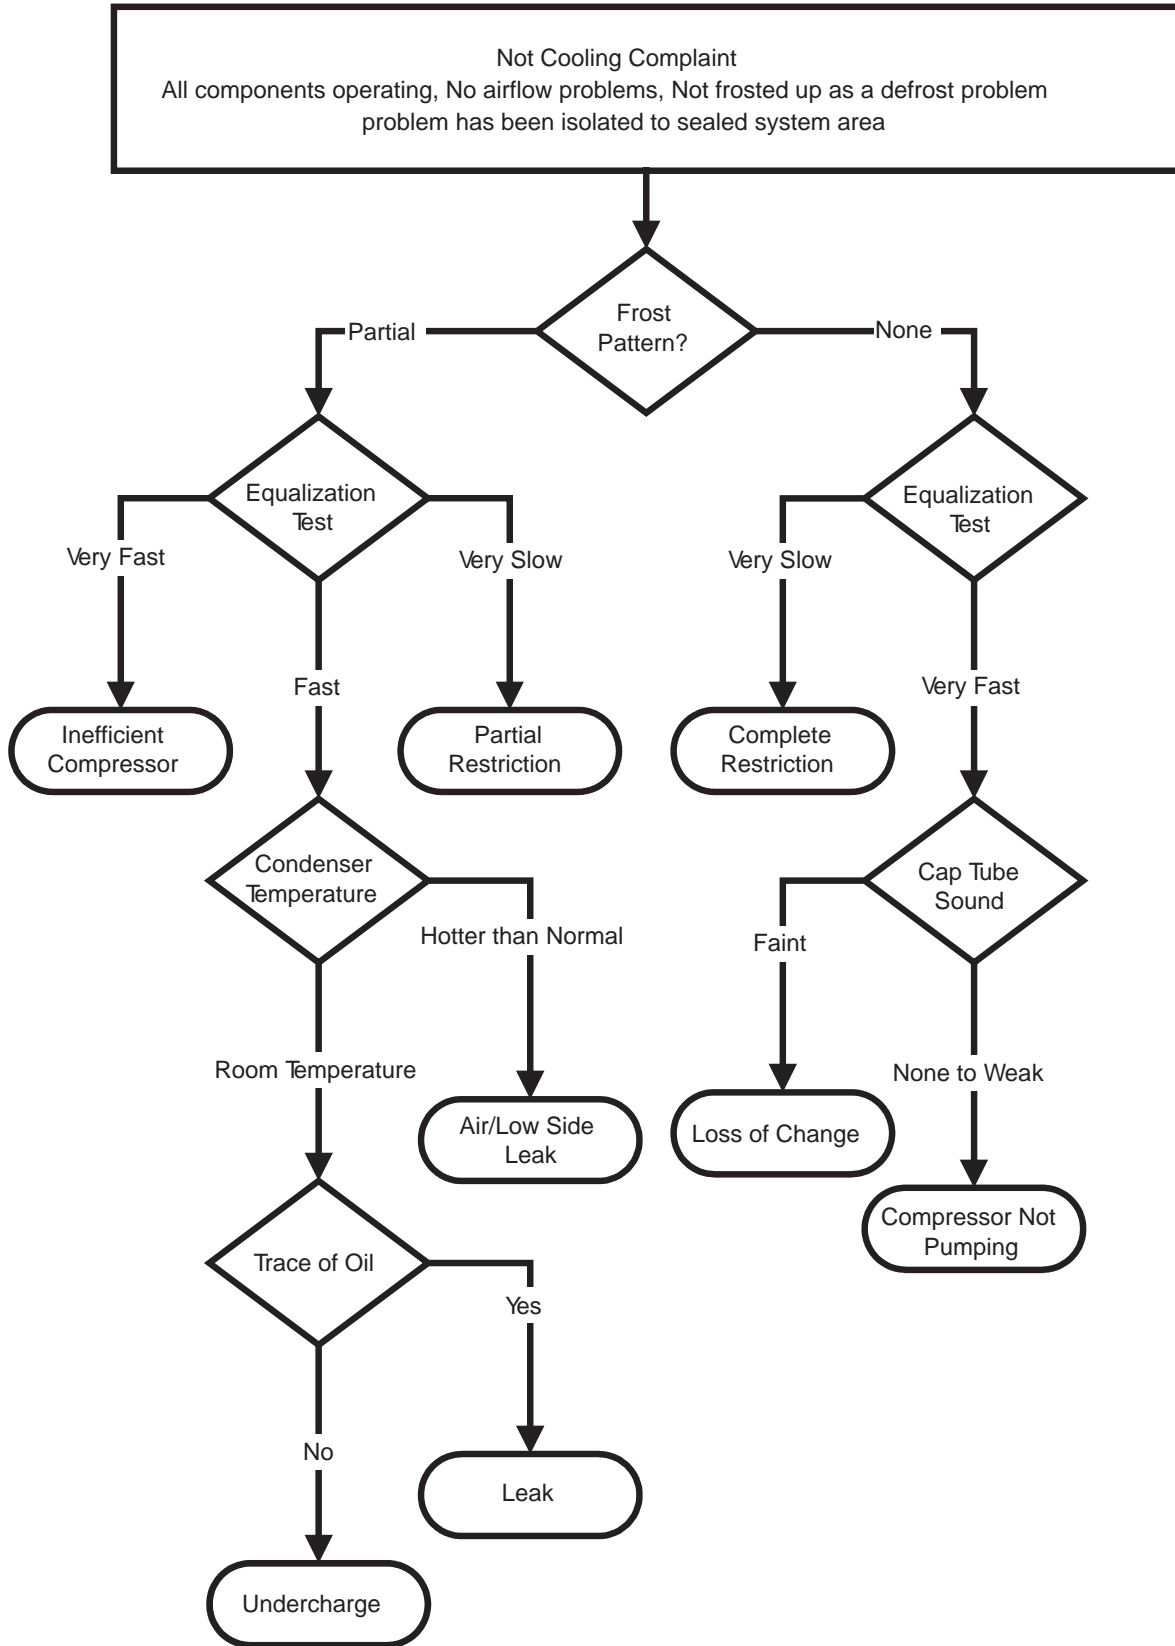 Not Cooling Complaint
All components operating, No airflow problems, Not frosted up as a defrost problem
problem has been isolated to sealed system area
Frost
Pattern?
Partial
None
Equalization
Test
Equalization
Test
Very Fast
Very Slow
Very Slow
Fast
Very Fast
Inefficient
Compressor
Partial
Restriction
Complete
Restriction
Condenser
Temperature
Cap Tube
Sound
Hotter than Normal
Faint
Room Temperature
None to Weak
Air/Low Side
Leak
Loss of Change
Compressor Not
Pumping
Trace of Oil
Yes
No
Leak
Undercharge